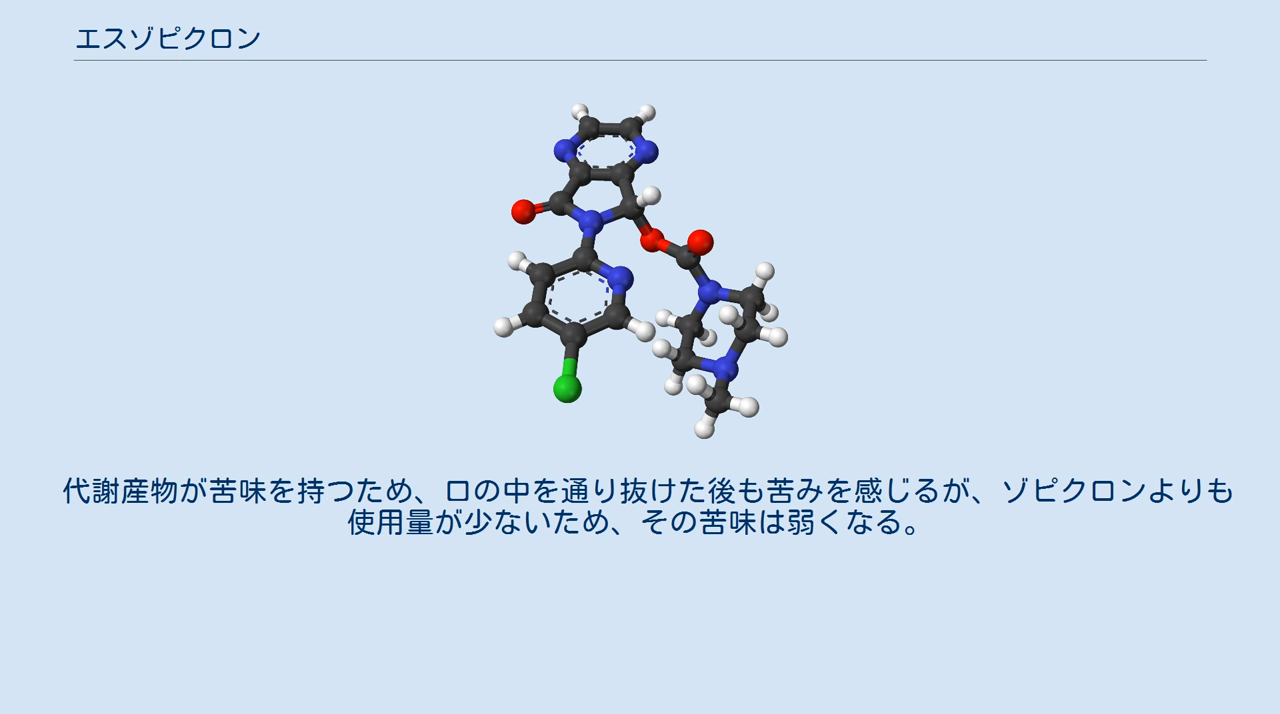 エスゾピクロン
代謝産物が苦味を持つため、口の中を通り抜けた後も苦みを感じるが、ゾピクロンよりも
使用量が少ないため、その苦味は弱くなる。